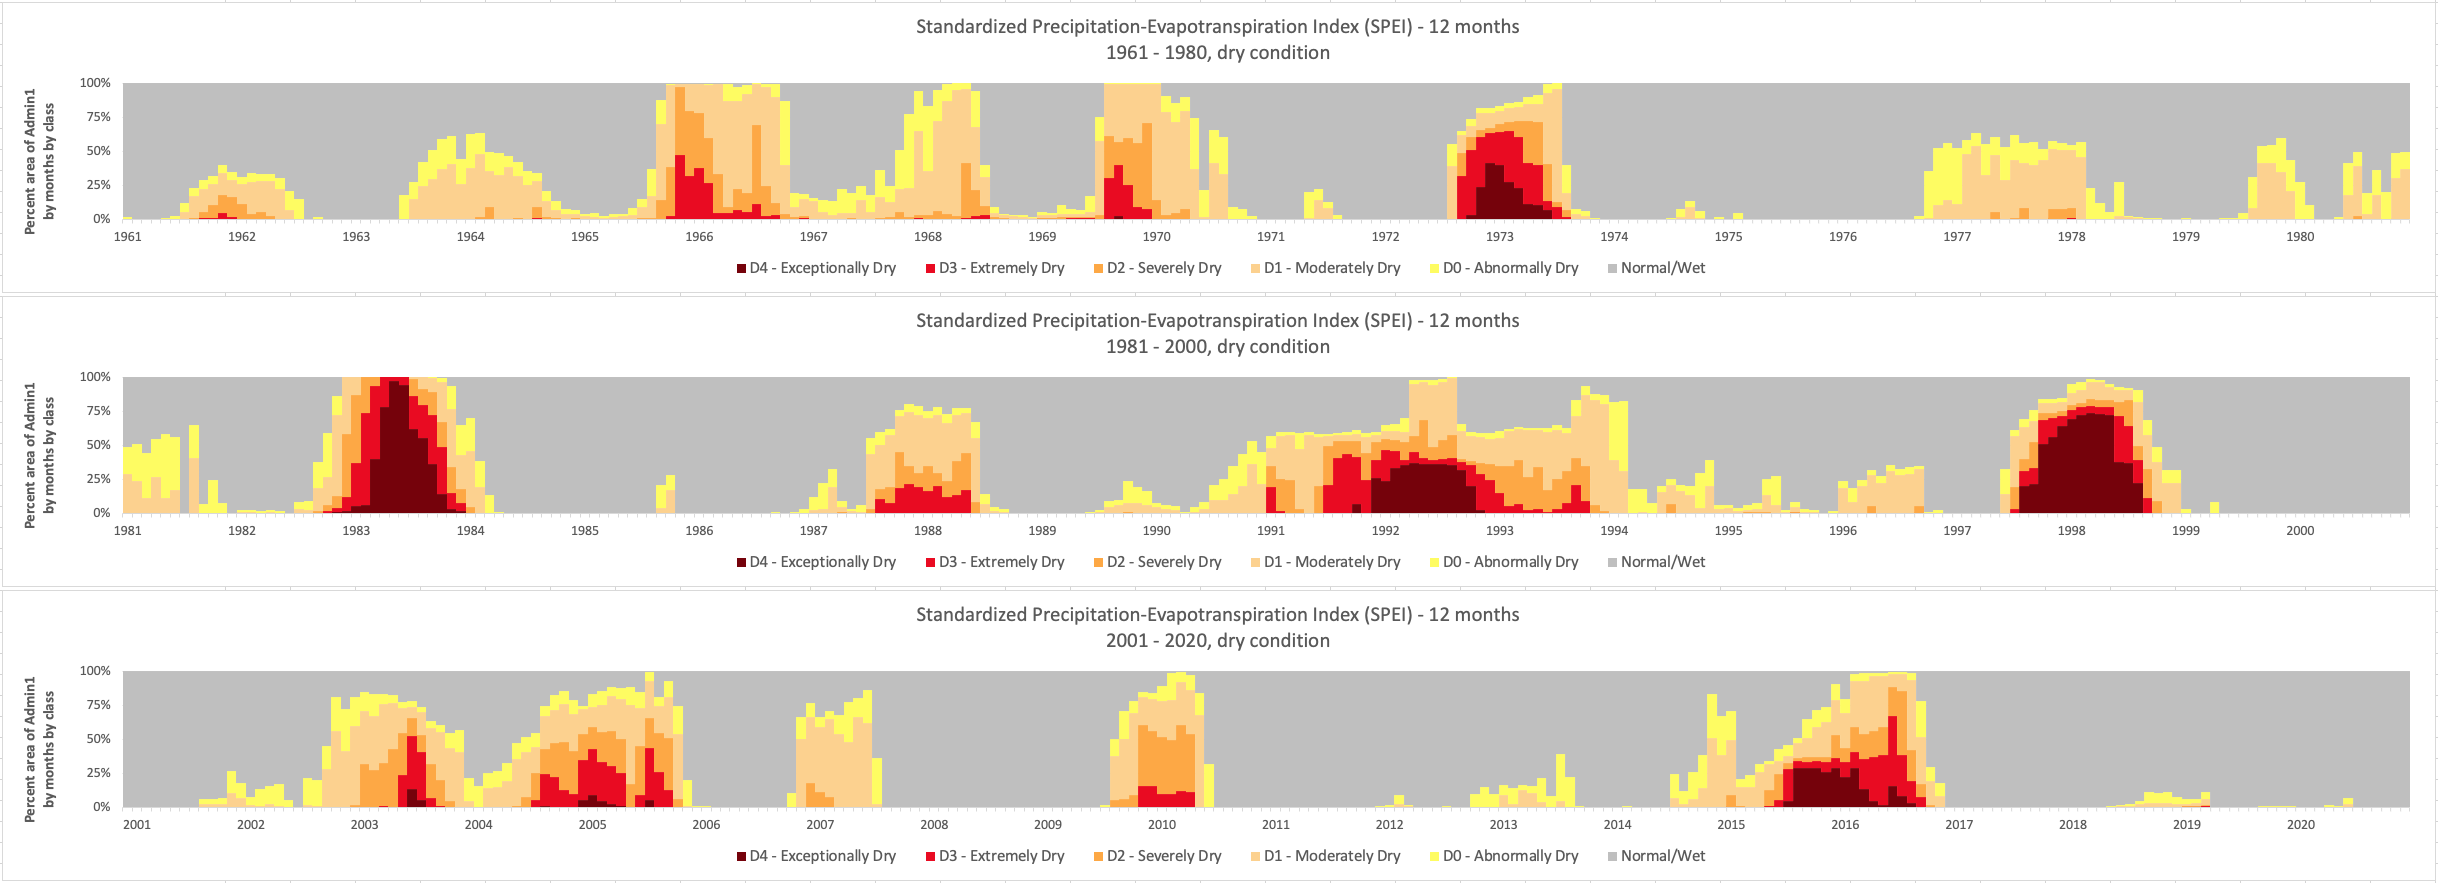 Standardized Precipitation-Evapotranspiration Index (SPEI) - 12 months
1961 - 1980, dry condition
Percent area of Admin1
by months by class
100%
75%
50%
25%
0%
1961 1962 1963 1964 1965 1966 1967 1968 1969 1970 1971 1972 1973 1974 1975 1976 1977 1978 1979 1980
D4 - Exceptionally Dry D3 - Extremely Dry D2 - Severely Dry D1 - Moderately Dry D0 - Abnormally Dry Normal/Wet
Standardized Precipitation-Evapotranspiration Index (SPEI) - 12 months
1981 - 2000, dry condition
Percent area of Admin1
by months by class
100%
75%
50%
25%
0%
1981 1982 1983 1984 1985 1986 1987 1988 1989 1990 1991 1992 1993 1994 1995 1996 1997 1998 1999 2000
D4 - Exceptionally Dry D3 - Extremely Dry D2 - Severely Dry D1 - Moderately Dry D0 - Abnormally Dry Normal/Wet
Standardized Precipitation-Evapotranspiration Index (SPEI) - 12 months
2001 - 2020, dry condition
Percent area of Admin1
by months by class
100%
75%
50%
25%
0%
2001 2002 2003 2004 2005 2006 2007 2008 2009 2010 2011 2012 2013 2014 2015 2016 2017 2018 2019 2020
D4 - Exceptionally Dry D3 - Extremely Dry D2 - Severely Dry D1 - Moderately Dry D0 - Abnormally Dry Normal/Wet